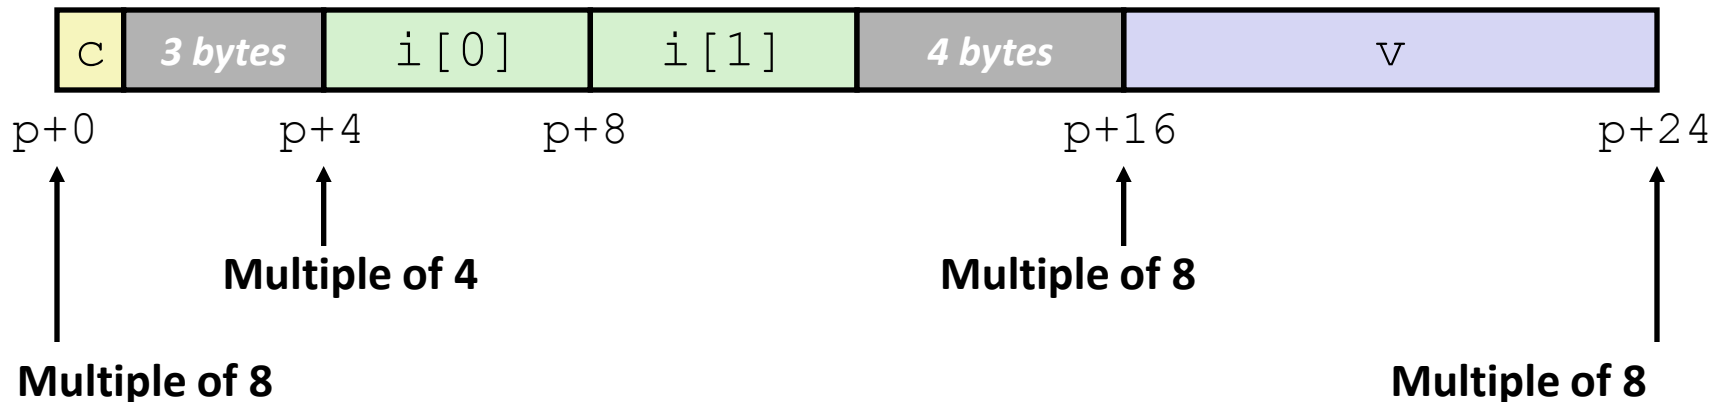 c 3 bytes i[0] i[1] 4 bytes v
p+0 p+4 p+8 p+16 p+24
Multiple of 4 Multiple of 8
Multiple of 8 Multiple of 8